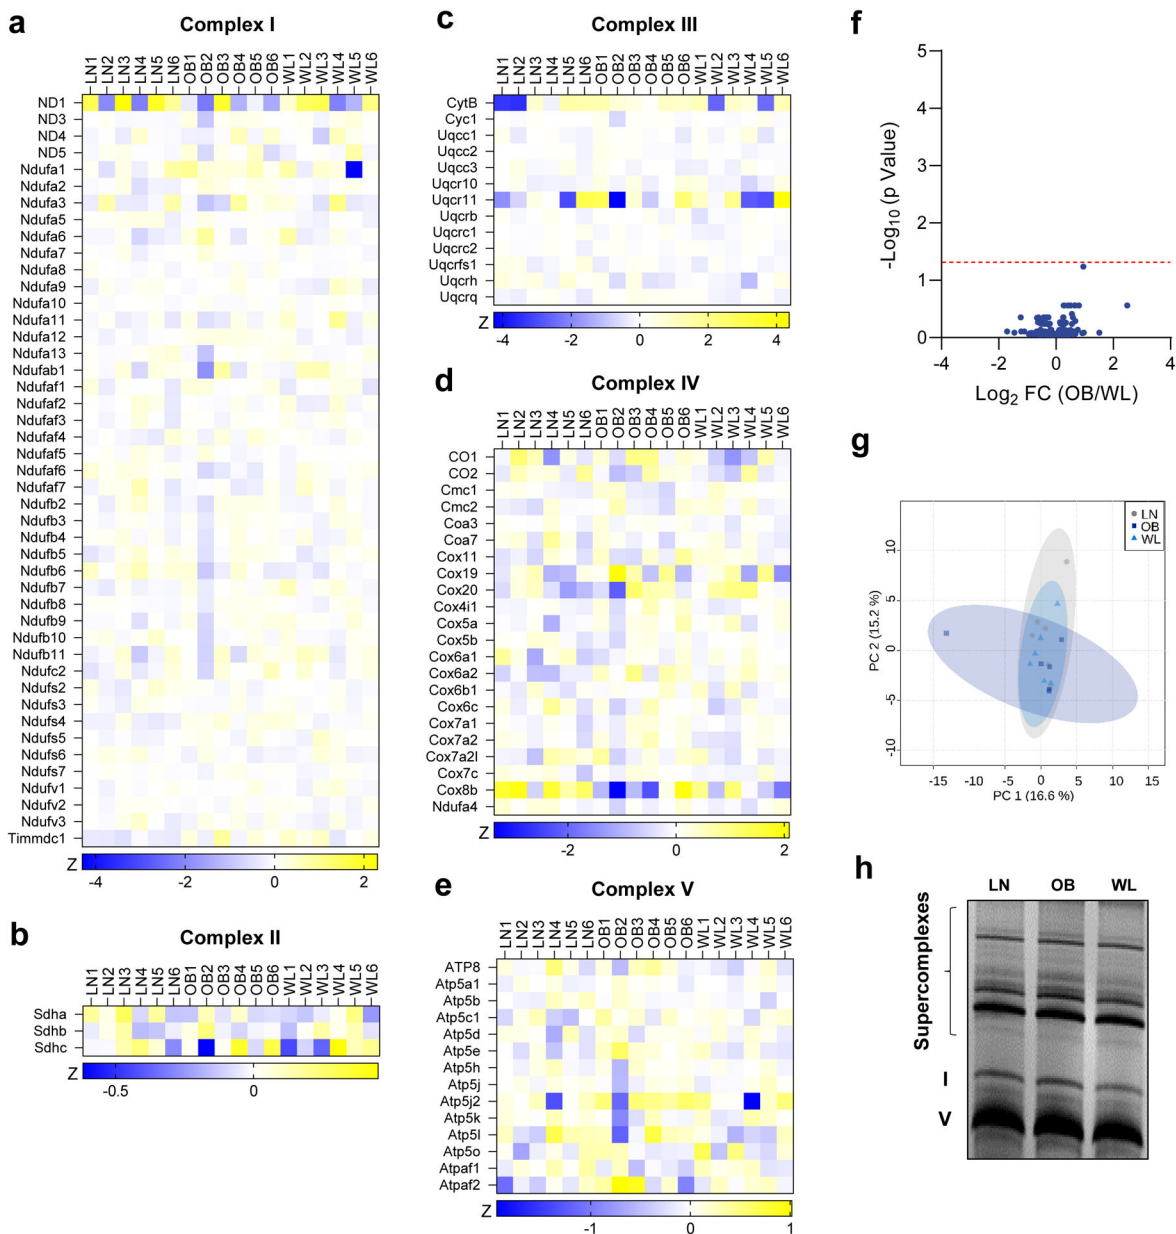 a
Complex I
LN1 LN2 LN3 LN4 LN5 LN6 OB1 OB2 OB3 OB4 OB5 OB6 WL1 WL2 WL3 WL4 WL5 WL6
ND1
ND3
ND4
ND5
Ndufa1
Ndufa2
Ndufa3
Ndufa5
Ndufa6
Ndufa7
Ndufa8
Ndufa9
Ndufa10
Ndufa11
Ndufa12
Ndufa13
Ndufab1
Ndufaf1
Ndufaf2
Ndufaf3
Ndufaf4
Ndufaf5
Ndufaf6
Ndufaf7
Ndufb2
Ndufb3
Ndufb4
Ndufb5
Ndufb6
Ndufb7
Ndufb8
Ndufb9
Ndufb10
Ndufb11
Ndufc2
Ndufs2
Ndufs3
Ndufs4
Ndufs5
Ndufs6
Ndufs7
Ndufv1
Ndufv2
Ndufv3
Timmdc1
Z
-4 -2 0 2
b
Complex II
LN1 LN2 LN3 LN4 LN5 LN6 OB1 OB2 OB3 OB4 OB5 OB6 WL1 WL2 WL3 WL4 WL5 WL6
Sdha
Sdhb
Sdhc
Z
-0.5 0
c
Complex III
LN1 LN2 LN3 LN4 LN5 LN6 OB1 OB2 OB3 OB4 OB5 OB6 WL1 WL2 WL3 WL4 WL5 WL6
CytB
Cyc1
Uqcc1
Uqcc2
Uqcc3
Uqcr10
Uqcr11
Uqcrb
Uqcrc1
Uqcrc2
Uqcrfs1
Uqcrh
Uqcrq
Z
-4 -2 0 2 4
d
Complex IV
LN1 LN2 LN3 LN4 LN5 LN6 OB1 OB2 OB3 OB4 OB5 OB6 WL1 WL2 WL3 WL4 WL5 WL6
CO1
CO2
Cmc1
Cmc2
Coa3
Coa7
Cox11
Cox19
Cox20
Cox4i1
Cox5a
Cox5b
Cox6a1
Cox6a2
Cox6b1
Cox6c
Cox7a1
Cox7a2
Cox7a2l
Cox7c
Cox8b
Ndufa4
Z
-2 0 2
e
Complex V
LN1 LN2 LN3 LN4 LN5 LN6 OB1 OB2 OB3 OB4 OB5 OB6 WL1 WL2 WL3 WL4 WL5 WL6
ATP8
Atp5a1
Atp5b
Atp5c1
Atp5d
Atp5e
Atp5h
Atp5j
Atp5j2
Atp5k
Atp5l
Atp5o
Atpaf1
Atpaf2
Z
-1 0 1
f
5
4
3
2
1
0
-Log10 (p Value)
-4 -2 0 2 4
Log2 FC (OB/WL)
g
LN
OB
WL
10
5
0
-5
-10
PC 2 (15.2 %)
-15 -10 -5 0 5 10 15
PC 1 (16.6 %)
h
LN OB WL
Supercomplexes
I
V